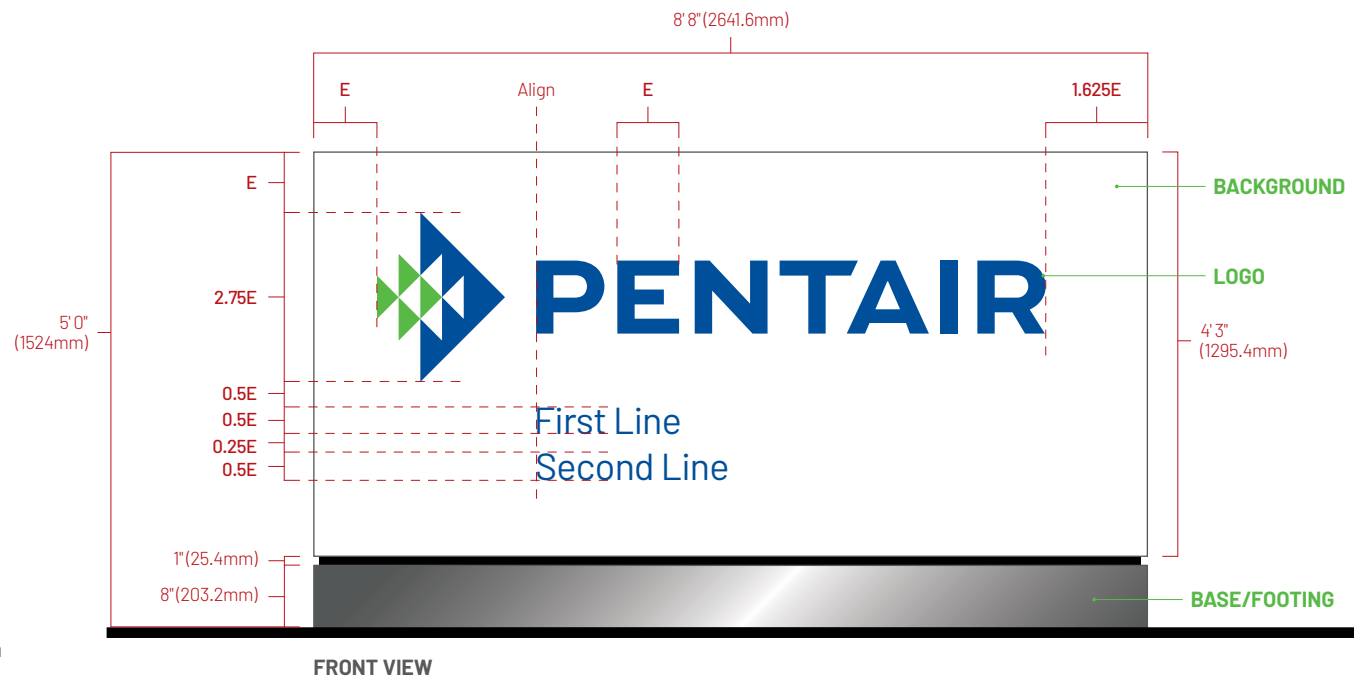 8' 8" (2641.6mm)
E Align E 1.625E
E
BACKGROUND
PENTAIR
LOGO
2.75E
5' 0"
(1524mm)
4' 3"
(1295.4mm)
0.5E
0.5E
First Line
0.25E
0.5E
Second Line
1" (25.4mm)
8" (203.2mm)
BASE/FOOTING
FRONT VIEW